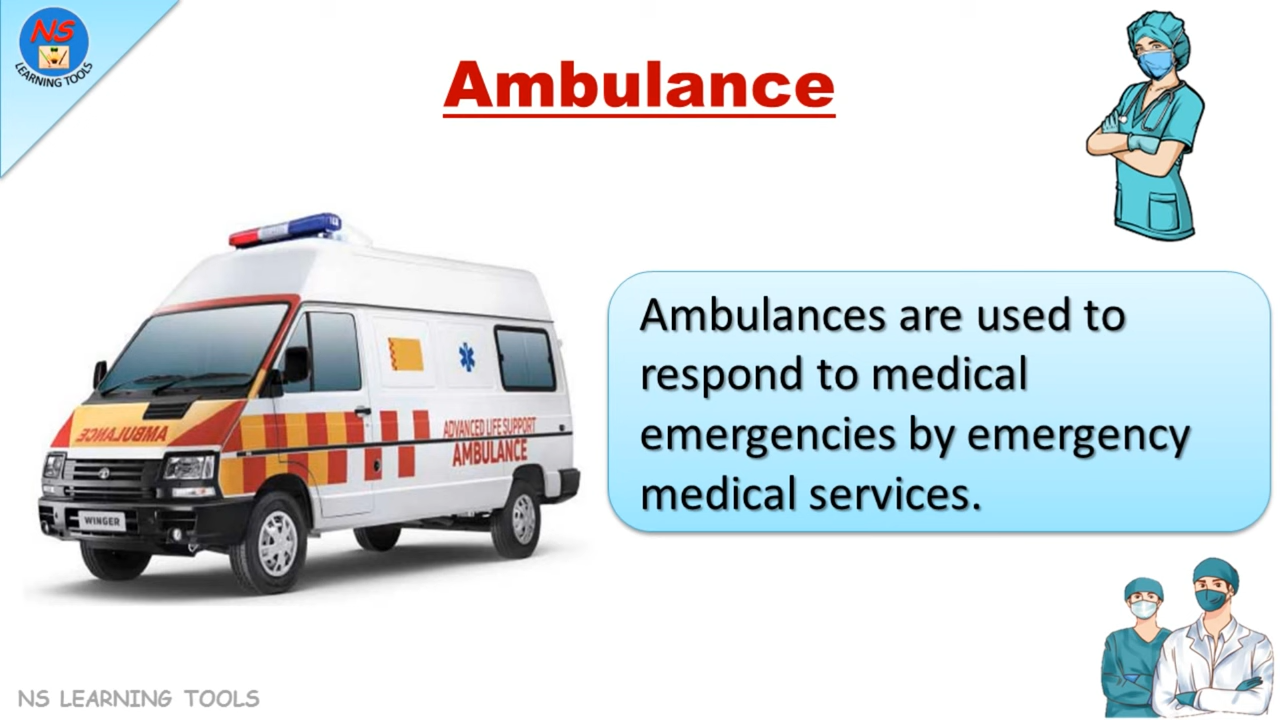 NS
LEARNING TOOLS
Ambulance
Ambulances are used to
respond to medical
emergencies by emergency
medical services.
AMBULANCE
ADVANCED LIFE SUPPORT
AMBULANCE
WINGER
NS LEARNING TOOLS